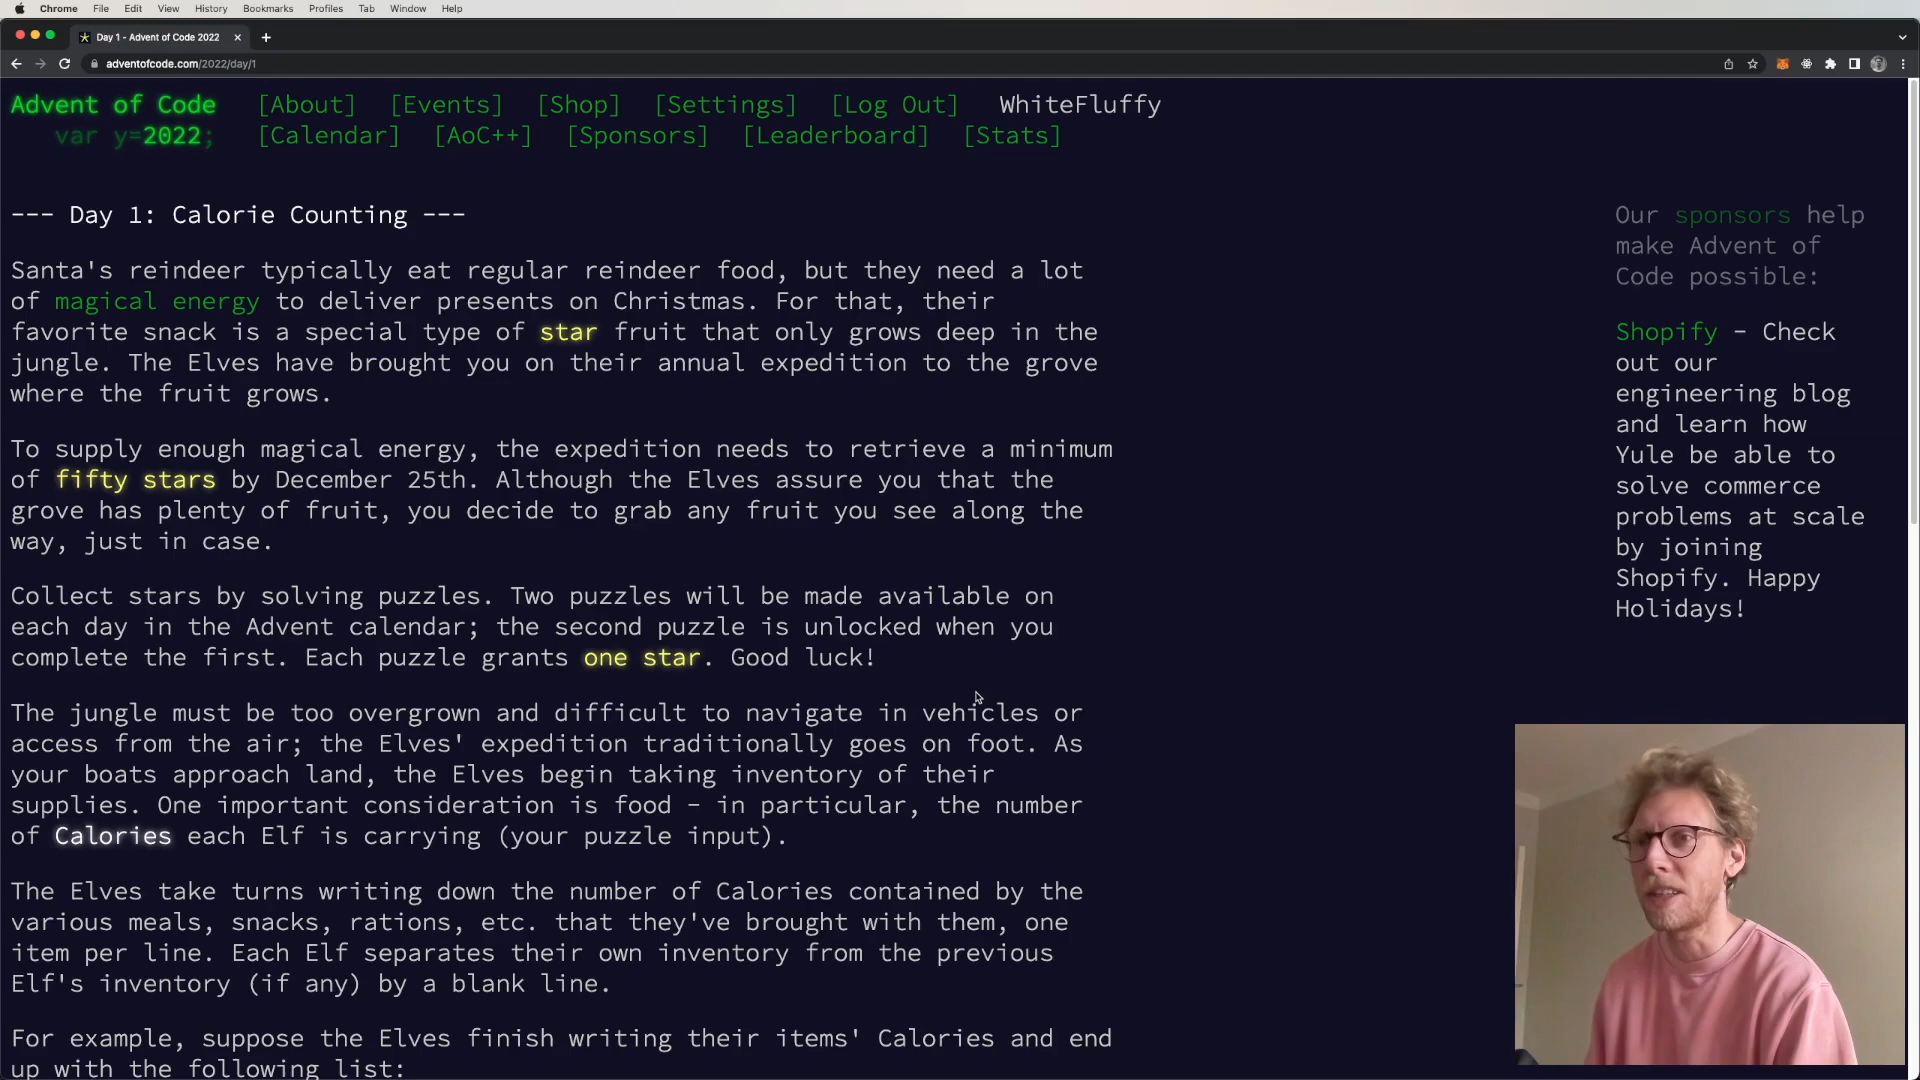 Chrome File Edit View History Bookmarks Profiles Tab Window Help
Day 1 - Advent of Code 2022
adventofcode.com/2022/day/1
Advent of Code [About] [Events] [Shop] [Settings] [Log Out] WhiteFluffy
var y=2022; [Calendar] [AoC++] [Sponsors] [Leaderboard] [Stats]
--- Day 1: Calorie Counting ---
Santa's reindeer typically eat regular reindeer food, but they need a lot
of magical energy to deliver presents on Christmas. For that, their
favorite snack is a special type of star fruit that only grows deep in the
jungle. The Elves have brought you on their annual expedition to the grove
where the fruit grows.
To supply enough magical energy, the expedition needs to retrieve a minimum
of fifty stars by December 25th. Although the Elves assure you that the
grove has plenty of fruit, you decide to grab any fruit you see along the
way, just in case.
Collect stars by solving puzzles. Two puzzles will be made available on
each day in the Advent calendar; the second puzzle is unlocked when you
complete the first. Each puzzle grants one star. Good luck!
The jungle must be too overgrown and difficult to navigate in vehicles or
access from the air; the Elves' expedition traditionally goes on foot. As
your boats approach land, the Elves begin taking inventory of their
supplies. One important consideration is food - in particular, the number
of Calories each Elf is carrying (your puzzle input).
The Elves take turns writing down the number of Calories contained by the
various meals, snacks, rations, etc. that they've brought with them, one
item per line. Each Elf separates their own inventory from the previous
Elf's inventory (if any) by a blank line.
For example, suppose the Elves finish writing their items' Calories and end
up with the following list:
Our sponsors help
make Advent of
Code possible:
Shopify - Check
out our
engineering blog
and learn how
Yule be able to
solve commerce
problems at scale
by joining
Shopify. Happy
Holidays!